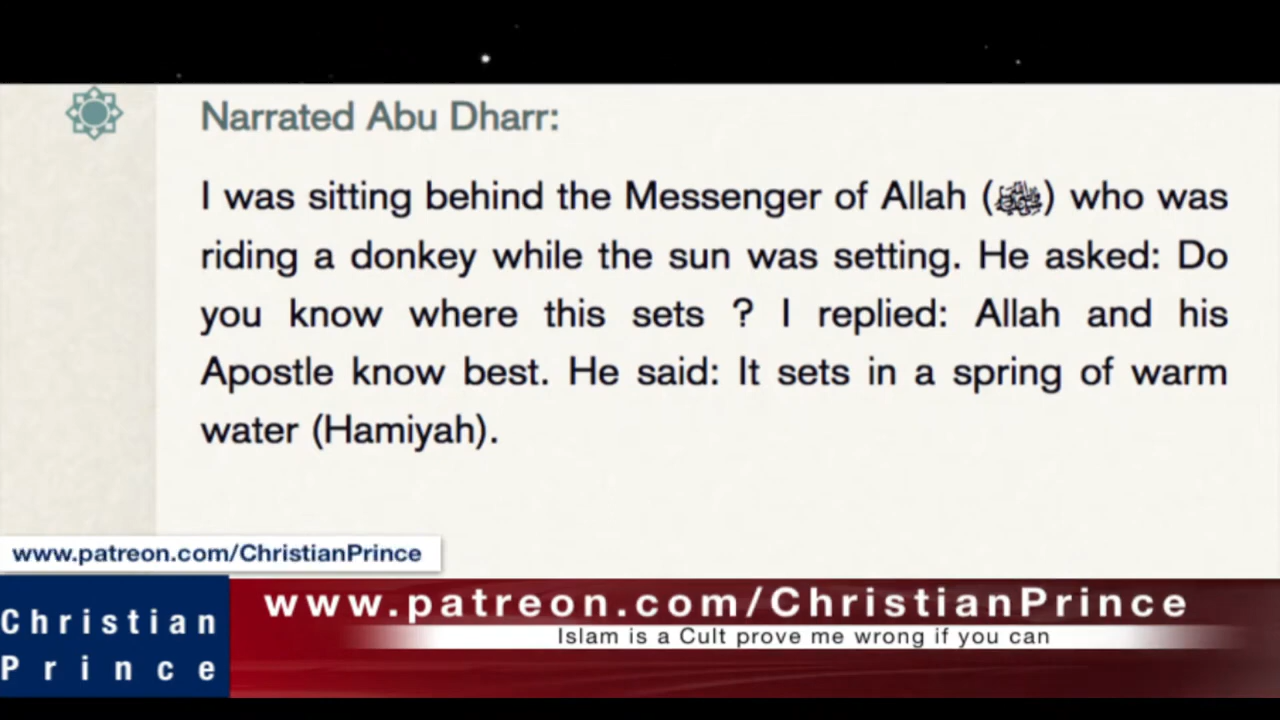 Narrated Abu Dharr:
I was sitting behind the Messenger of Allah (ﷺ) who was
riding a donkey while the sun was setting. He asked: Do
you know where this sets ? I replied: Allah and his
Apostle know best. He said: It sets in a spring of warm
water (Hamiyah).
www.patreon.com/ChristianPrince
Christian
Prince
www.patreon.com/ChristianPrince
Islam is a Cult prove me wrong if you can